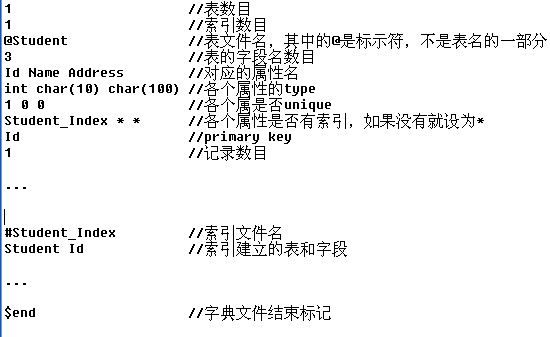 1 //表数目
1 //索引数目
@Student //表文件名，其中的@是标示符，不是表名的一部分
3 //表的字段名数目
Id Name Address //对应的属性名
int char(10) char(100) //各个属性的type
1 0 0 //各个属是否unique
Student_Index * * //各个属性是否有索引，如果没有就设为*
Id //primary key
1 //记录数目
...
#Student_Index //索引文件名
Student Id //索引建立的表和字段
...
$end //字典文件结束标记